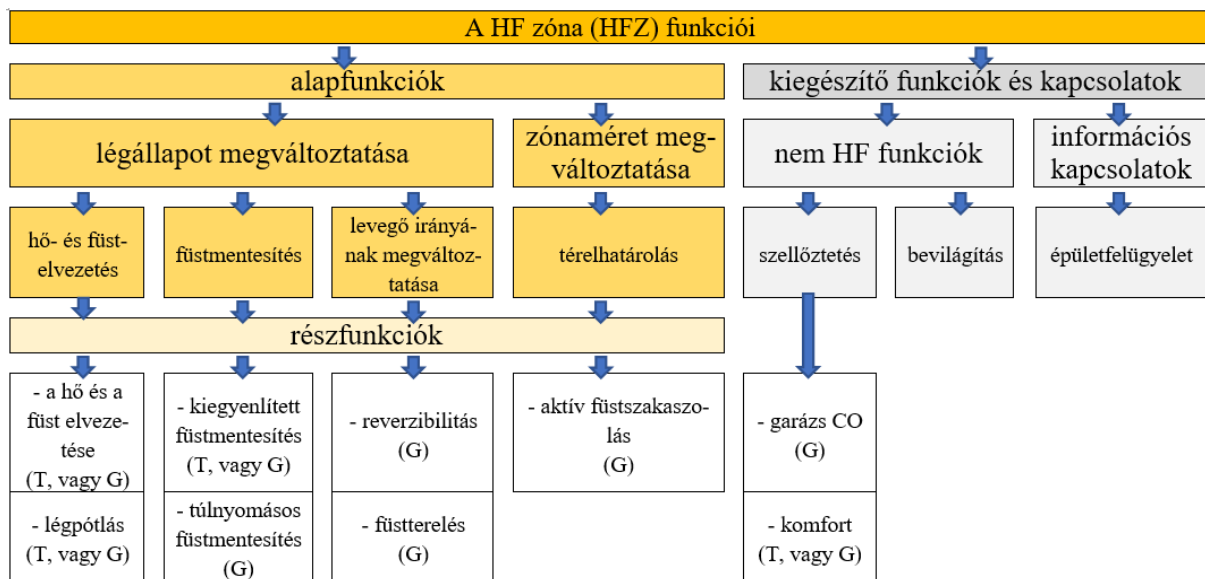 A HF zóna (HFZ) funkciói
alapfunkciók
kiegészítő funkciók és kapcsolatok
légállapot megváltoztatása
zónaméret meg-
változtatása
nem HF funkciók
információs
kapcsolatok
hő- és füst-
elvezetés
füstmentesítés
levegő irányá-
nak megváltoz-
tatása
térelhatárolás
szellőztetés
bevilágítás
épületfelügyelet
részfunkciók
- a hő és a
füst elveze-
tése
(T, vagy G)
- kiegyenlített
füstmentesítés
(T, vagy G)
- reverzibilitás
(G)
- aktív füstszakaszo-
lás
(G)
- garázs CO
(G)
- légpótlás
(T, vagy G)
- túlnyomásos
füstmentesítés
(G)
- füstterelés
(G)
- komfort
(T, vagy G)